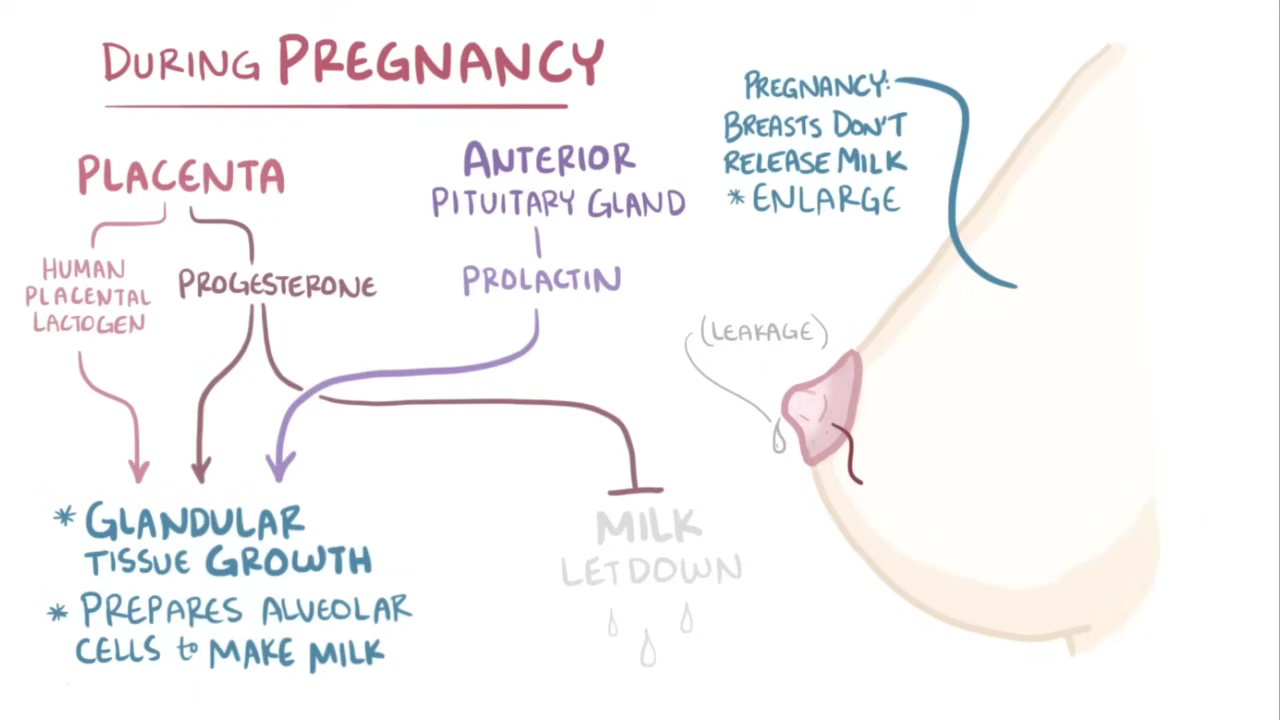 DURING PREGNANCY
PLACENTA
HUMAN
PLACENTAL
LACTOGEN
PROGESTERONE
ANTERIOR
PITUITARY GLAND
PROLACTIN
* GLANDULAR
TISSUE GROWTH
* PREPARES ALVEOLAR
CELLS to MAKE MILK
MILK
LETDOWN
PREGNANCY:
BREASTS DON'T
RELEASE MILK
* ENLARGE
(LEAKAGE)